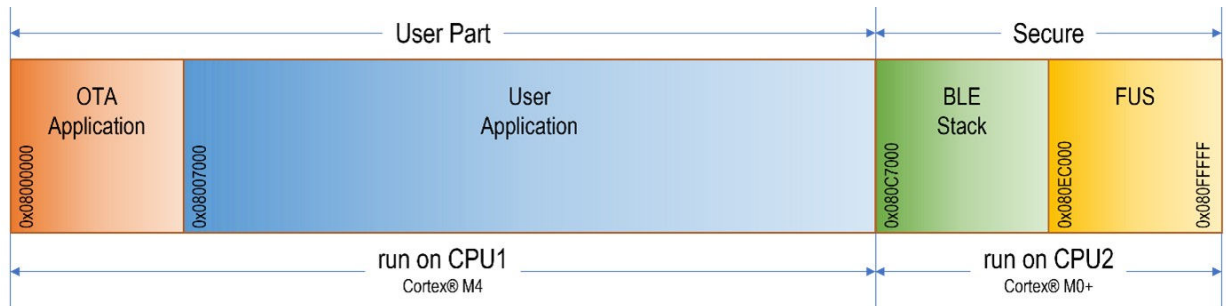 User Part
Secure
OTA
Application
User
Application
BLE
Stack
FUS
0x08000000
0x08007000
0x080C7000
0x080EC000
0x080FFFFF
run on CPU1
Cortex® M4
run on CPU2
Cortex® M0+